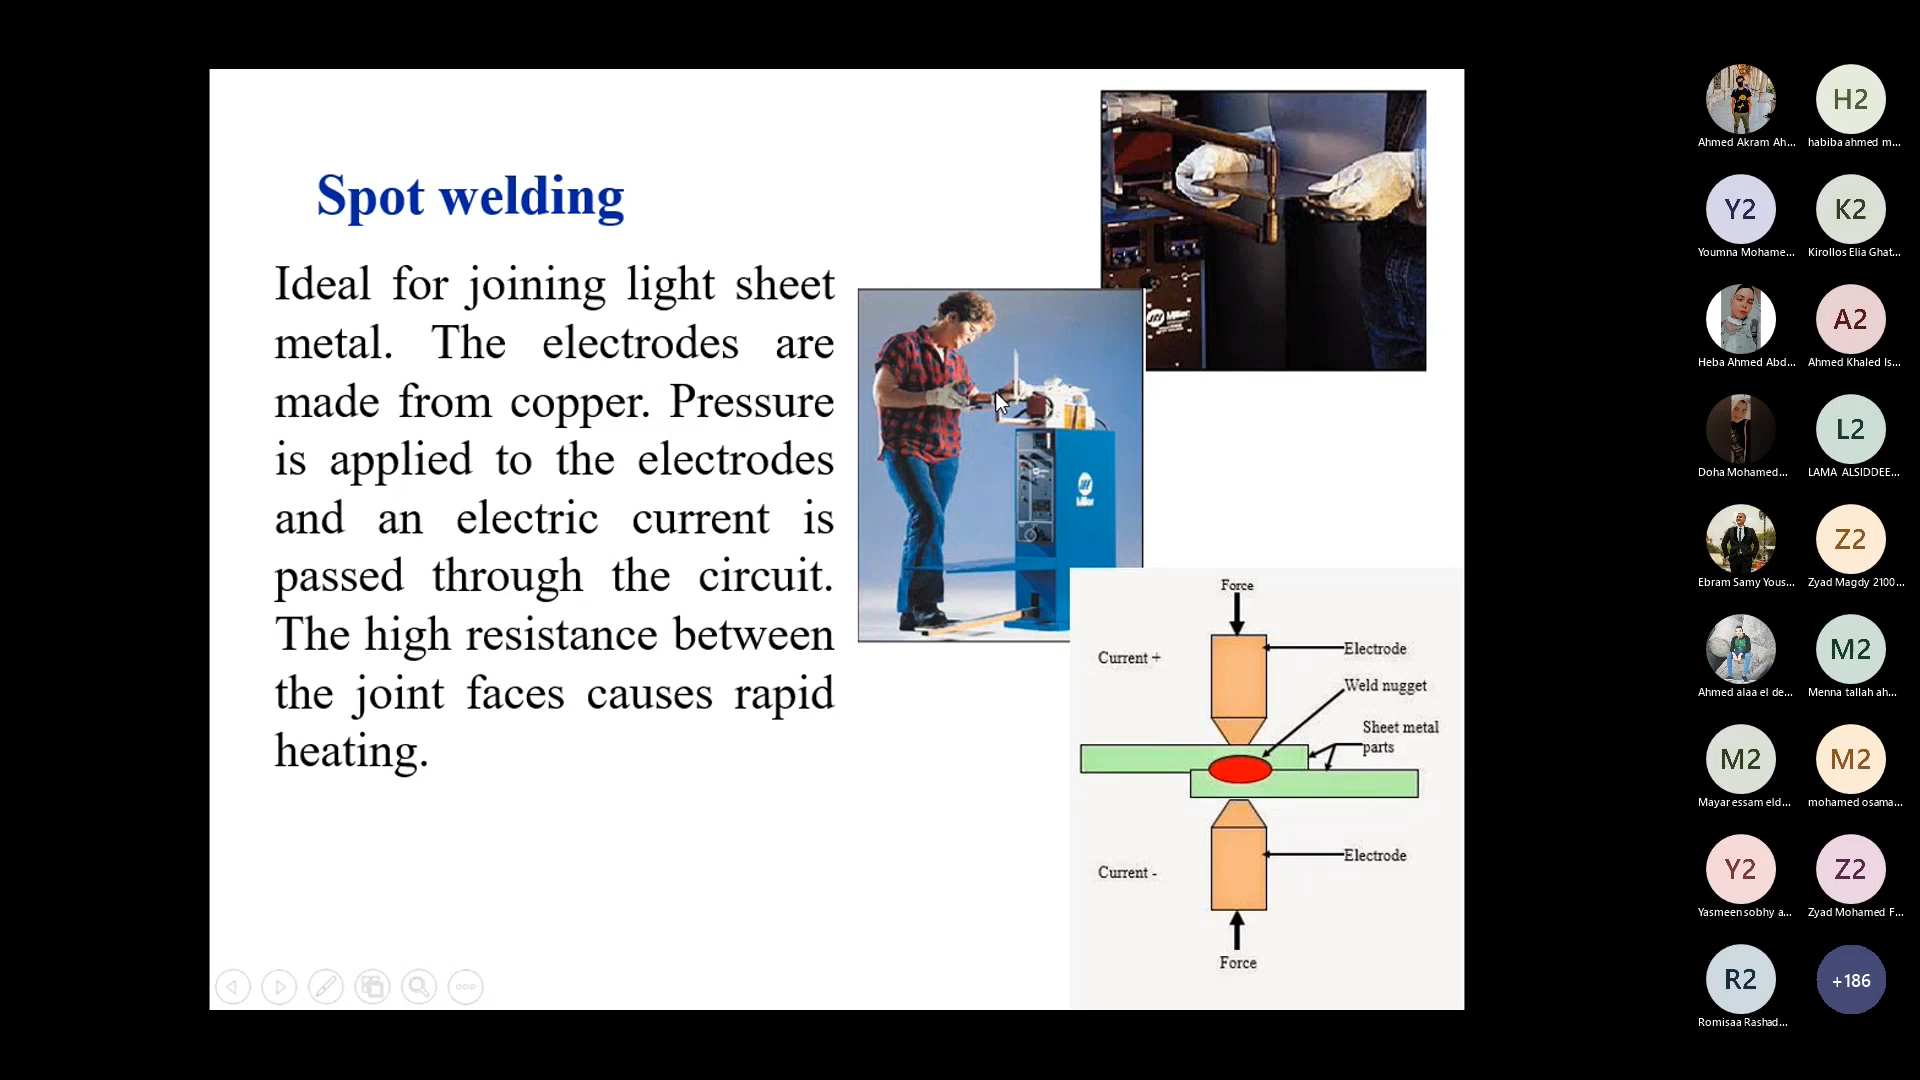 Spot welding
Ideal for joining light sheet
metal. The electrodes are
made from copper. Pressure
is applied to the electrodes
and an electric current is
passed through the circuit.
The high resistance between
the joint faces causes rapid
heating.
Miller
Miller
Force
Current +
Electrode
Weld nugget
Sheet metal
parts
Electrode
Current -
Force
Ahmed Akram Ah...
H2
habiba ahmed m...
Y2
Youmna Mohame...
K2
Kirollos Elia Ghat...
Heba Ahmed Abd...
A2
Ahmed Khaled Is...
Doha Mohamed...
L2
LAMA ALSIDDEE...
Ebram Samy Yous...
Z2
Zyad Magdy 2100...
Ahmed alaa el de...
M2
Menna tallah ah...
M2
Mayar essam eld...
M2
mohamed osama...
Y2
Yasmeen sobhy a...
Z2
Zyad Mohamed F...
R2
Romisaa Rashad...
+186